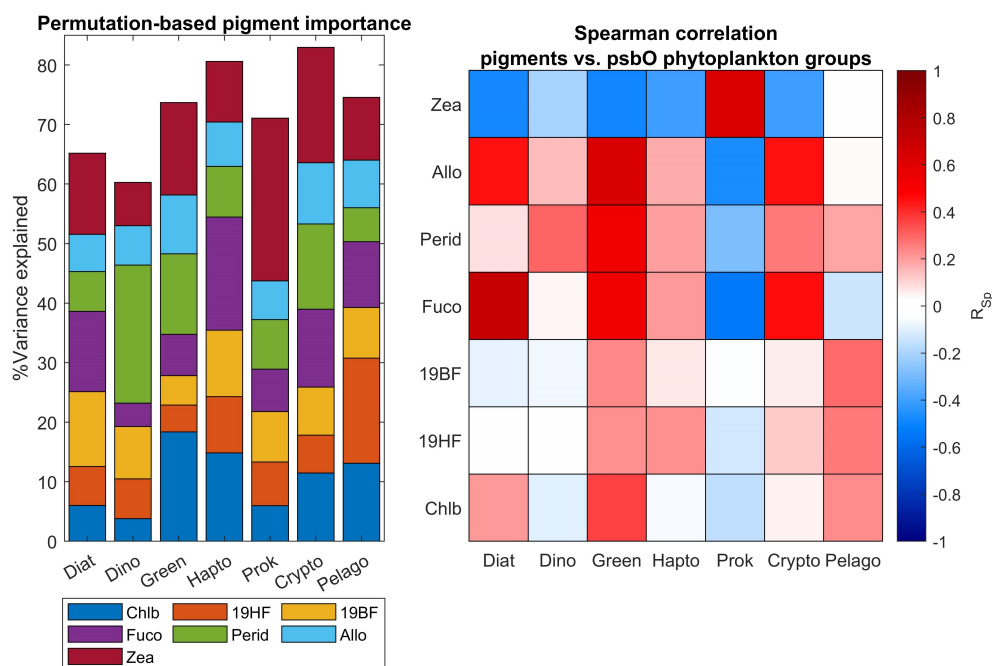 Permutation-based pigment importance
%Variance explained
80
70
60
50
40
30
20
10
0
Diat
Dino
Green
Hapto
Prok
Crypto
Pelago
Chlb
19HF
19BF
Fuco
Perid
Allo
Zea
Spearman correlation
pigments vs. psbO phytoplankton groups
Zea
Allo
Perid
Fuco
19BF
19HF
Chlb
Diat
Dino
Green
Hapto
Prok
Crypto
Pelago
1
0.8
0.6
0.4
0.2
0
-0.2
-0.4
-0.6
-0.8
-1
R_Sp